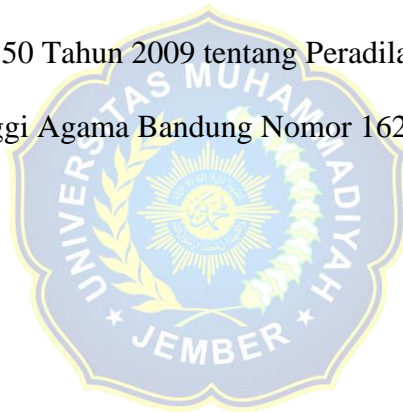 50 Tahun 2009 tentang Peradila
ggi Agama Bandung Nomor 162
UNIVERSITAS MUHAMMADIYAH
JEMBER